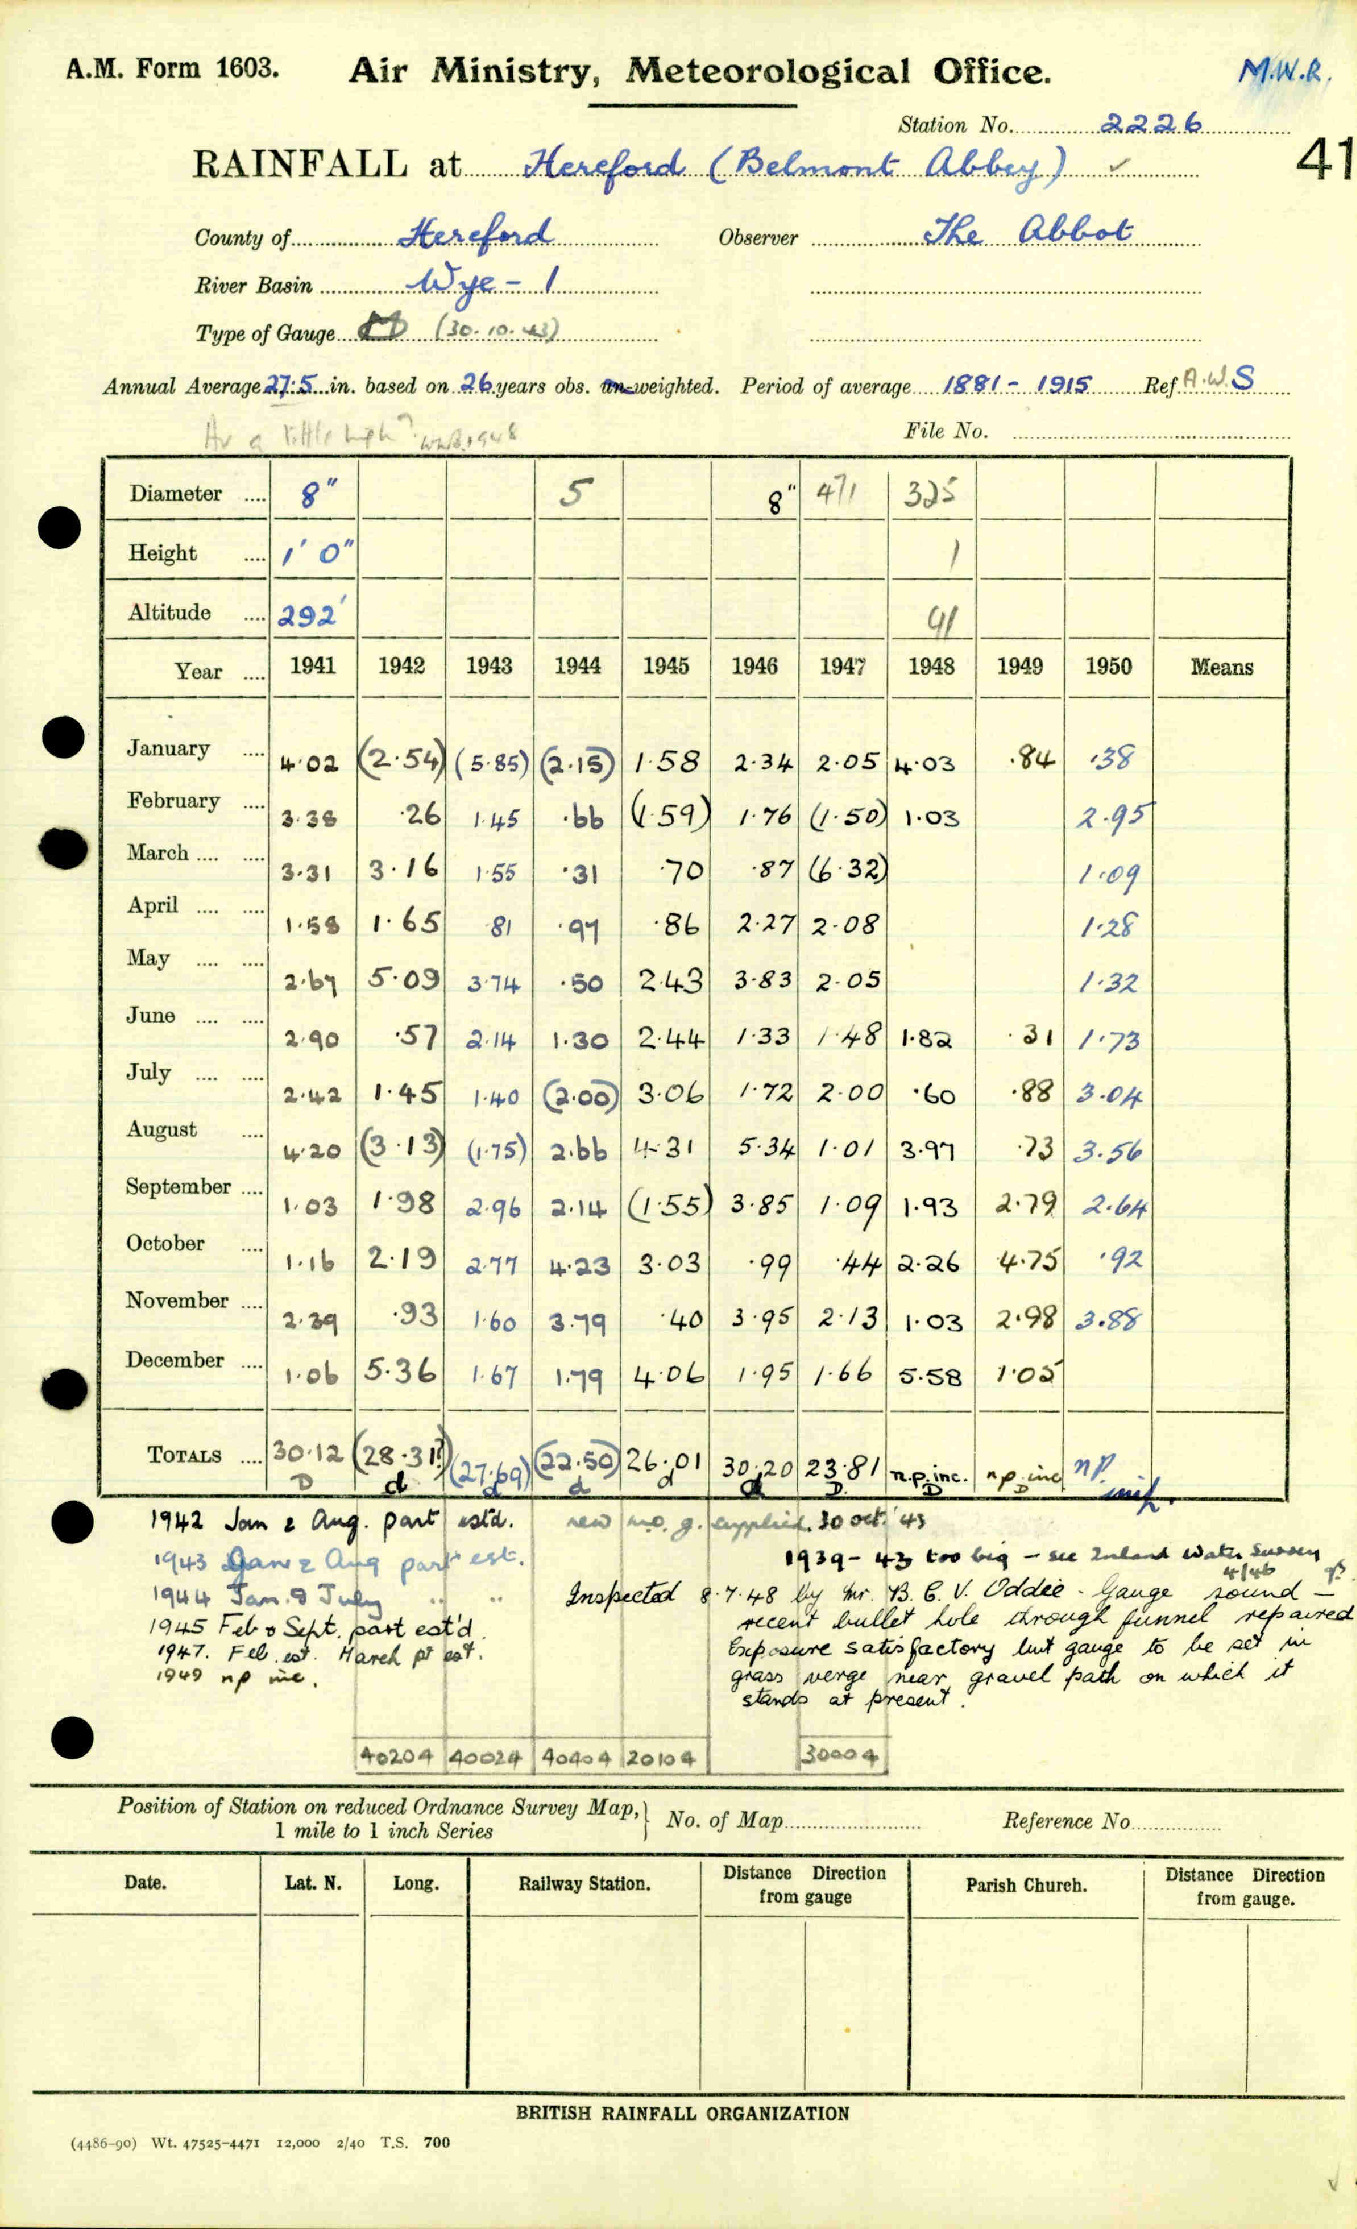 A.M. Form 1603. Air Ministry, Meteorological Office. M.W.R.
Station No. 2226
RAINFALL at Hereford (Belmont Abbey) ✓ 41
County of Hereford Observer The Abbot
River Basin Wye - 1
Type of Gauge M (30.10.43)
Annual Average 27.5 in. based on 26 years obs. un-weighted. Period of average 1881 - 1915 Ref A.W.S
Av a little high?
File No.
Diameter .... 8" 5 8" 471 325
Height .... 1' 0" 1
Altitude .... 292' 91
Year .... 1941 1942 1943 1944 1945 1946 1947 1948 1949 1950 Means
January .... 4.02 (2.54) (5.85) (2.15) 1.58 2.34 2.05 4.03 .84 .38
February .... 3.38 .26 1.45 .66 (1.59) 1.76 (1.50) 1.03 2.95
March .... .... 3.31 3.16 1.55 .31 .70 .87 (6.32) 1.09
April .... .... 1.58 1.65 .81 .97 .86 2.27 2.08 1.28
May .... .... 2.67 5.09 3.74 .50 2.43 3.83 2.05 1.32
June .... .... 2.90 .57 2.14 1.30 2.44 1.33 1.48 1.82 .31 1.73
July .... .... 2.42 1.45 1.40 (2.00) 3.06 1.72 2.00 .60 .88 3.04
August .... 4.20 (3.13) (1.75) 2.66 4.31 5.34 1.01 3.97 .73 3.56
September .... 1.03 1.98 2.96 2.14 (1.55) 3.85 1.09 1.93 2.79 2.64
October .... 1.16 2.19 2.77 4.23 3.03 .99 .44 2.26 4.75 .92
November .... 2.39 .93 1.60 3.79 .40 3.95 2.13 1.03 2.98 3.88
December .... 1.06 5.36 1.67 1.79 4.06 1.95 1.66 5.58 1.05
TOTALS .... 30.12 (28.31?) (27.69) (22.50) 26.01 30.20 23.81 n.p. inc. np inc np inc.
D d d d d d D. D D
1942 Jan & Aug. part est'd. new m.o. g. supplied. 30 oct. '43
1943 Jan & Aug part est. 1939 - 43 too big - see Inland Water Survey
4/46
1944 Jan. & July " " Inspected 8.7.48 by Mr. B. C. V. Oddie - Gauge sound -
1945 Feb & Sept. part est'd. recent bullet hole through funnel repaired
1947. Feb. est. March pt est. Exposure satisfactory but gauge to be set in
1949 np inc. grass verge near gravel path on which it
stands at present.
40204 40024 40404 20104 30004
Position of Station on reduced Ordnance Survey Map, No. of Map Reference No
1 mile to 1 inch Series
Date. Lat. N. Long. Railway Station. Distance Direction Parish Church. Distance Direction
from gauge from gauge.
BRITISH RAINFALL ORGANIZATION
(4486-90) Wt. 47525-4471 12,000 2/40 T.S. 700